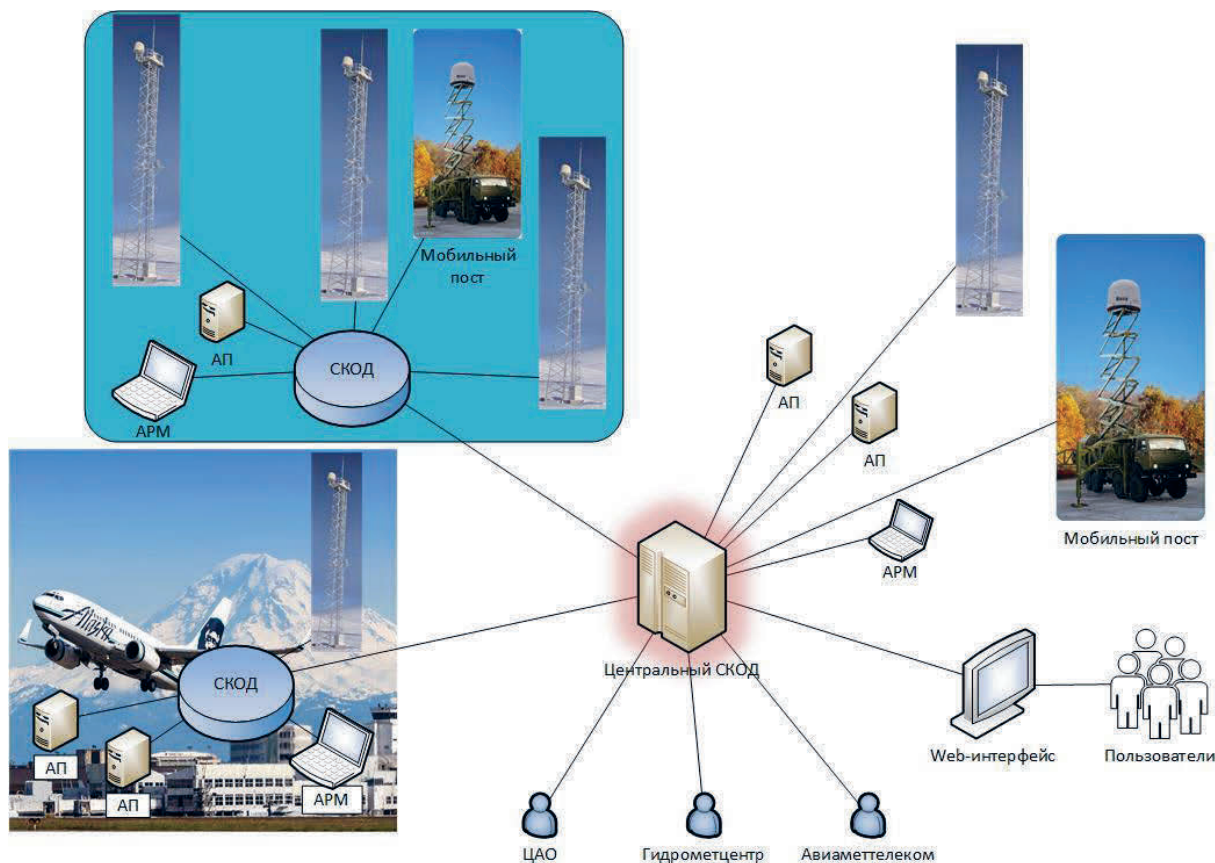 Мобильный
пост
АП
СКОД
АРМ
АП
АП
АРМ
Мобильный пост
Alaska
СКОД
АП
АП
АРМ
Центральный СКОД
Web-интерфейс
Пользователи
ЦАО
Гидрометцентр
Авиаметтелеком